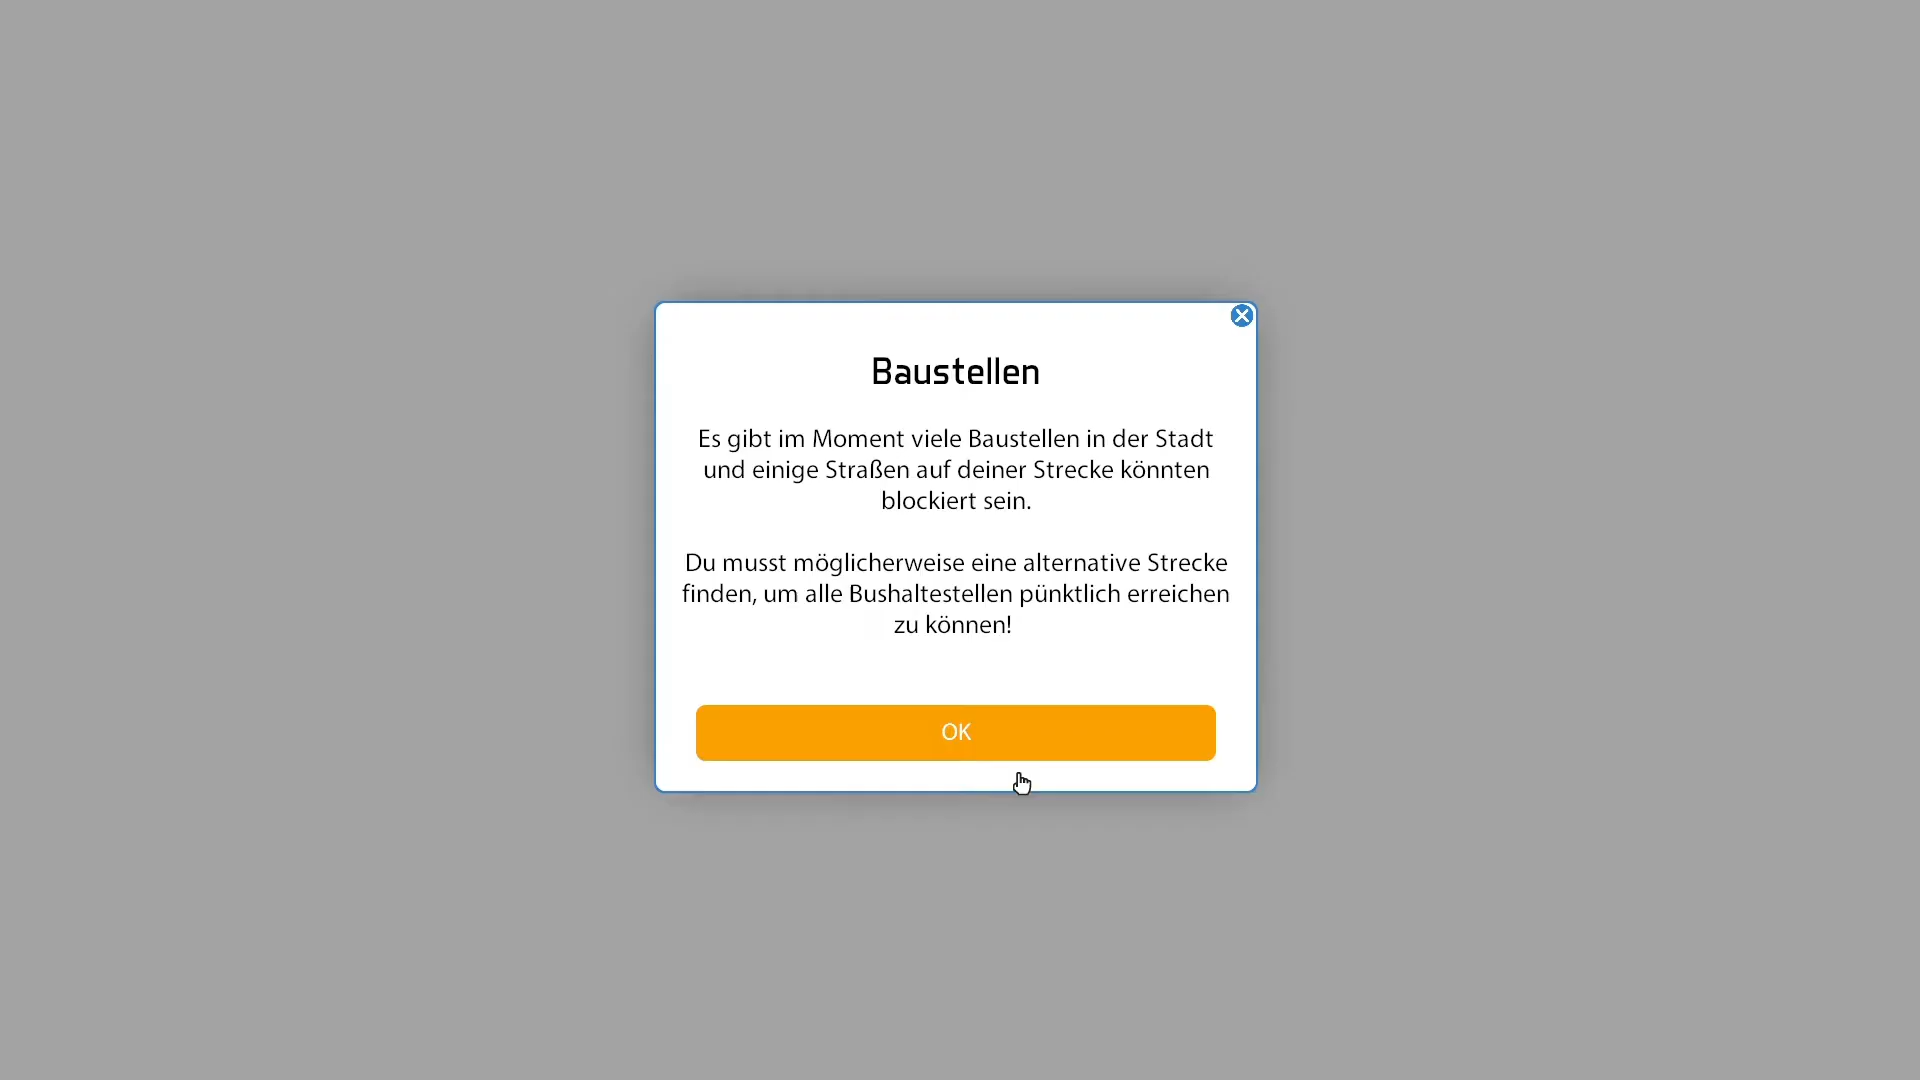 Baustellen
Es gibt im Moment viele Baustellen in der Stadt
und einige Straßen auf deiner Strecke könnten
blockiert sein.
Du musst möglicherweise eine alternative Strecke
finden, um alle Bushaltestellen pünktlich erreichen
zu können!
OK